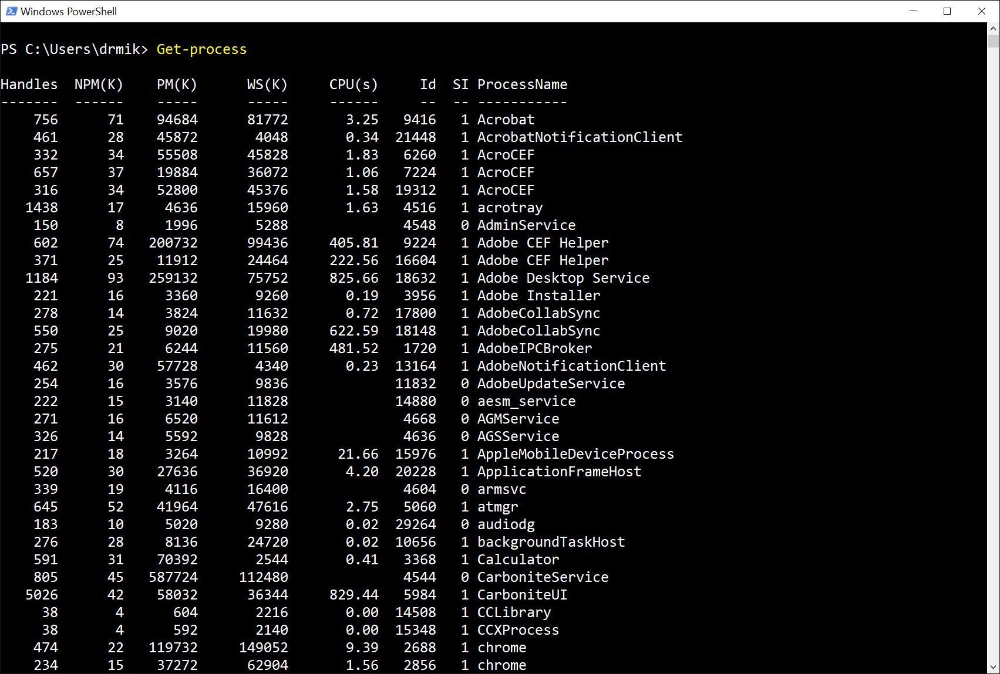 Windows PowerShell
PS C:\Users\drmik> Get-process
Handles  NPM(K)    PM(K)      WS(K)     CPU(s)     Id  SI ProcessName
-------  ------    -----      -----     ------     --  -- -----------
    756      71    94684      81772       3.25   9416   1 Acrobat
    461      28    45872       4048       0.34  21448   1 AcrobatNotificationClient
    332      34    55508      45828       1.83   6260   1 AcroCEF
    657      37    19884      36072       1.06   7224   1 AcroCEF
    316      34    52800      45376       1.58  19312   1 AcroCEF
   1438      17     4636      15960       1.63   4516   1 acrotray
    150       8     1996       5288              4548   0 AdminService
    602      74   200732      99436     405.81   9224   1 Adobe CEF Helper
    371      25    11912      24464     222.56  16604   1 Adobe CEF Helper
   1184      93   259132      75752     825.66  18632   1 Adobe Desktop Service
    221      16     3360       9260       0.19   3956   1 Adobe Installer
    278      14     3824      11632       0.72  17800   1 AdobeCollabSync
    550      25     9020      19980     622.59  18148   1 AdobeCollabSync
    275      21     6244      11560     481.52   1720   1 AdobeIPCBroker
    462      30    57728       4340       0.23  13164   1 AdobeNotificationClient
    254      16     3576       9836             11832   0 AdobeUpdateService
    222      15     3140      11828             14880   0 aesm_service
    271      16     6520      11612              4668   0 AGMService
    326      14     5592       9828              4636   0 AGSService
    217      18     3264      10992      21.66  15976   1 AppleMobileDeviceProcess
    520      30    27636      36920       4.20  20228   1 ApplicationFrameHost
    339      19     4116      16400              4604   0 armsvc
    645      52    41964      47616       2.75   5060   1 atmgr
    183      10     5020       9280       0.02  29264   0 audiodg
    276      28     8136      24720       0.02  10656   1 backgroundTaskHost
    591      31    70392       2544       0.41   3368   1 Calculator
    805      45   587724     112480              4544   0 CarboniteService
   5026      42    58032      36344     829.44   5984   1 CarboniteUI
     38       4      604       2216       0.00  14508   1 CCLibrary
     38       4      592       2140       0.00  15348   1 CCXProcess
    474      22   119732     149052       9.39   2688   1 chrome
    234      15    37272      62904       1.56   2856   1 chrome